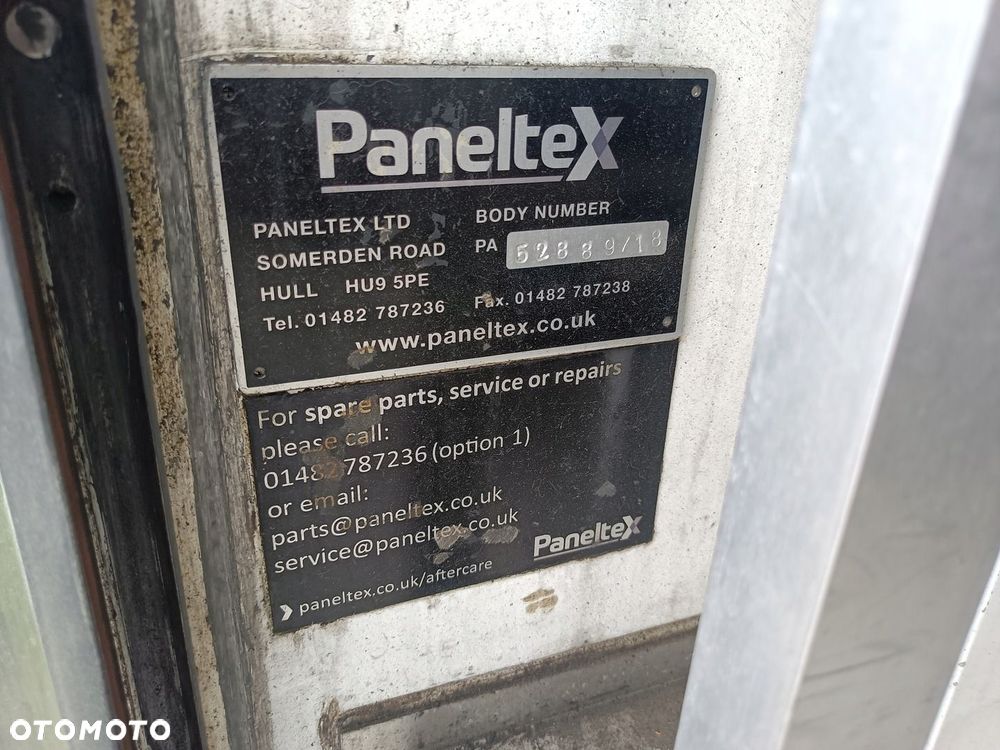 Paneltex
PANELTEX LTD
SOMERDEN ROAD
HULL HU9 5PE
Tel. 01482 787236
BODY NUMBER
PA 52889/18
Fax. 01482 787238
www.paneltex.co.uk
For spare parts, service or repairs
please call:
01482 787236 (option 1)
or email:
parts@paneltex.co.uk
service@paneltex.co.uk
Paneltex
❯ paneltex.co.uk/aftercare
OTOMOTO